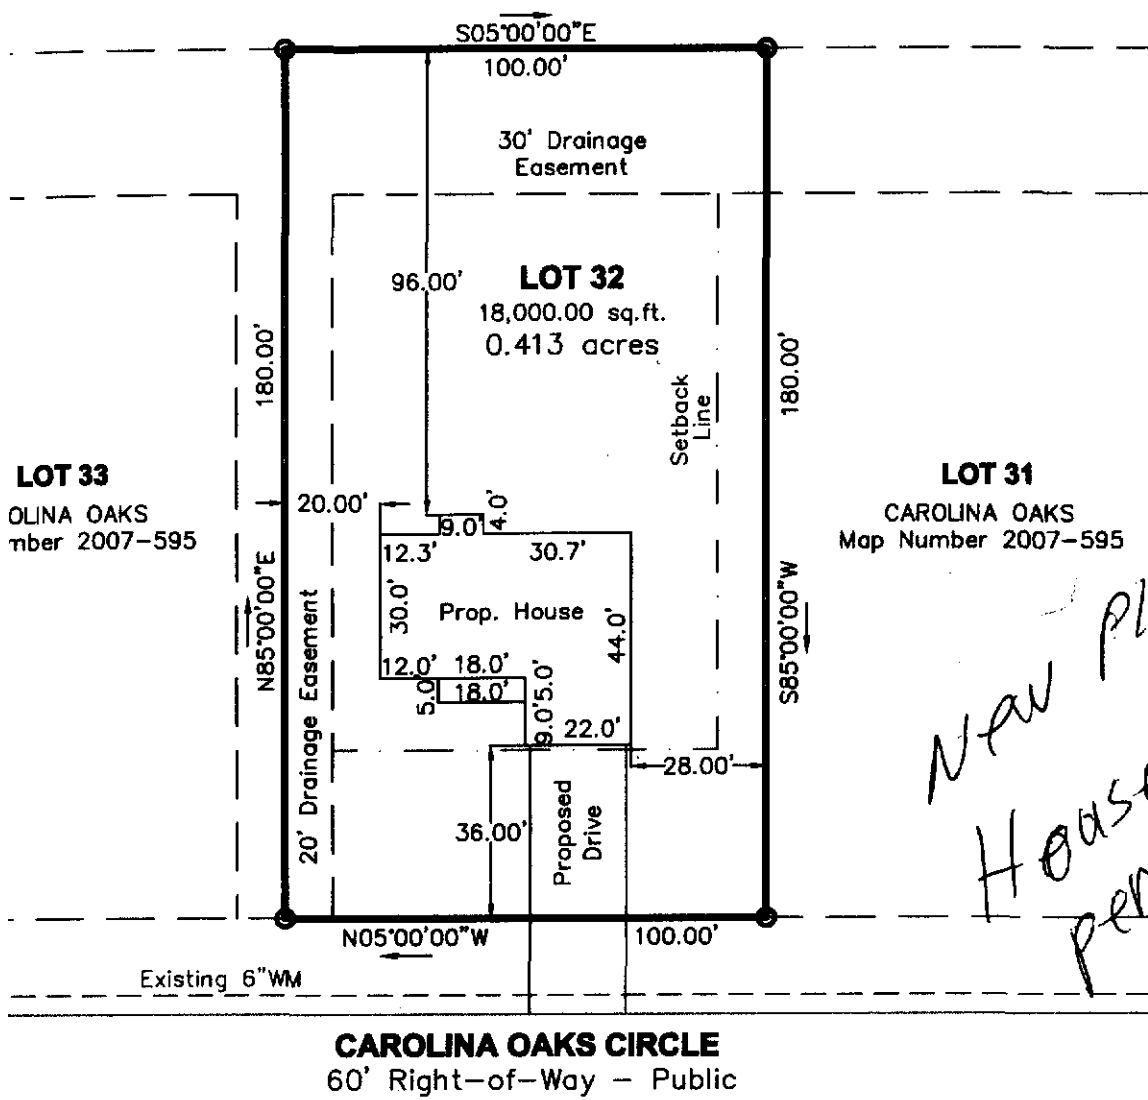 S05°00'00"E
100.00'
30' Drainage
Easement
96.00'
LOT 32
18,000.00 sq.ft.
0.413 acres
180.00'
180.00'
Setback
Line
LOT 33
OLINA OAKS
mber 2007-595
LOT 31
CAROLINA OAKS
Map Number 2007-595
20.00'
9.0'
4.0'
12.3'
30.7'
N85°00'00"E
30.0'
Prop. House
44.0'
S85°00'00"W
12.0'
18.0'
5.0'
5.0
18.0'
9.0'
22.0'
28.00'
20' Drainage Easement
36.00'
Proposed
Drive
New Pl
House
per
N05°00'00"W
100.00'
Existing 6"WM
CAROLINA OAKS CIRCLE
60' Right-of-Way - Public